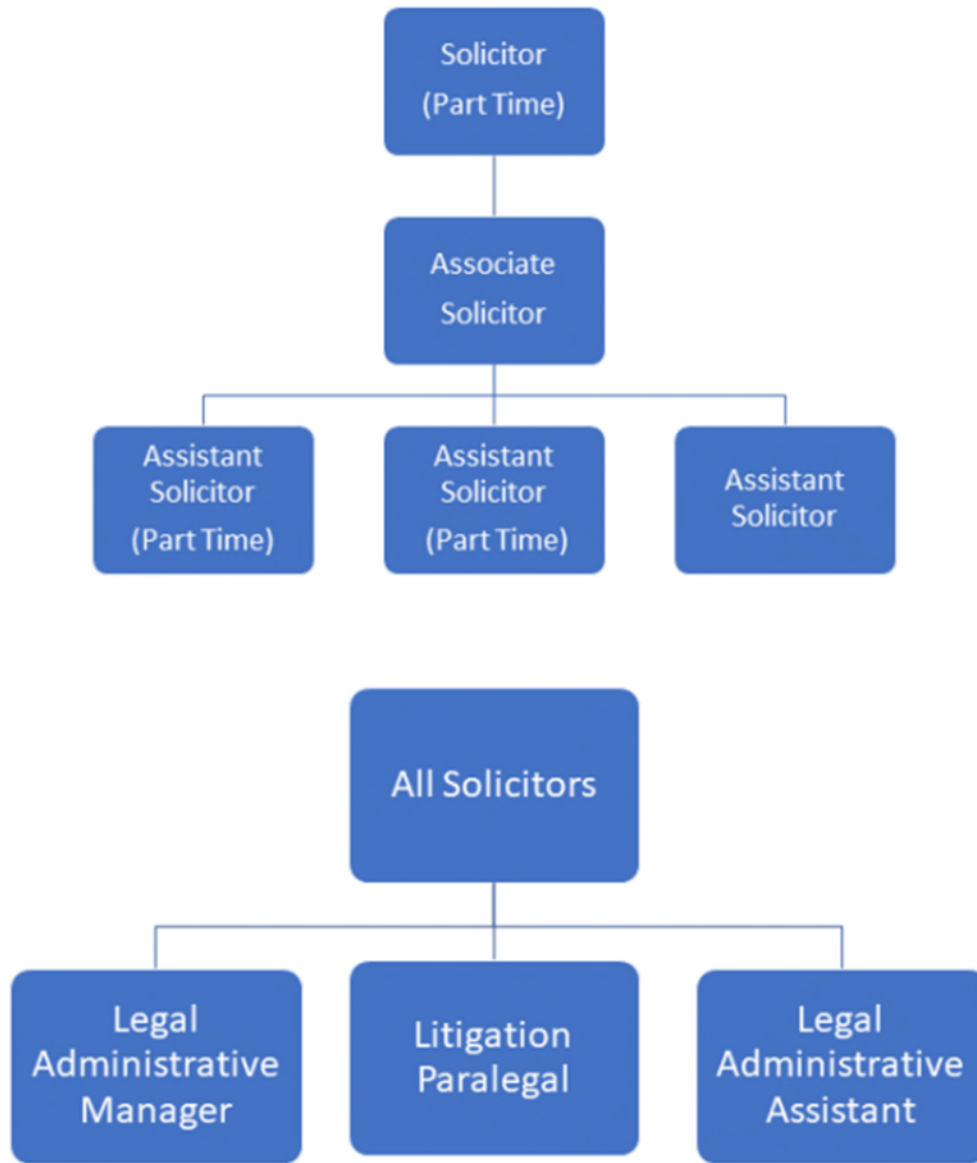 Solicitor
(Part Time)
Associate
Solicitor
Assistant
Solicitor
(Part Time)
Assistant
Solicitor
(Part Time)
Assistant
Solicitor
All Solicitors
Legal
Administrative
Manager
Litigation
Paralegal
Legal
Administrative
Assistant